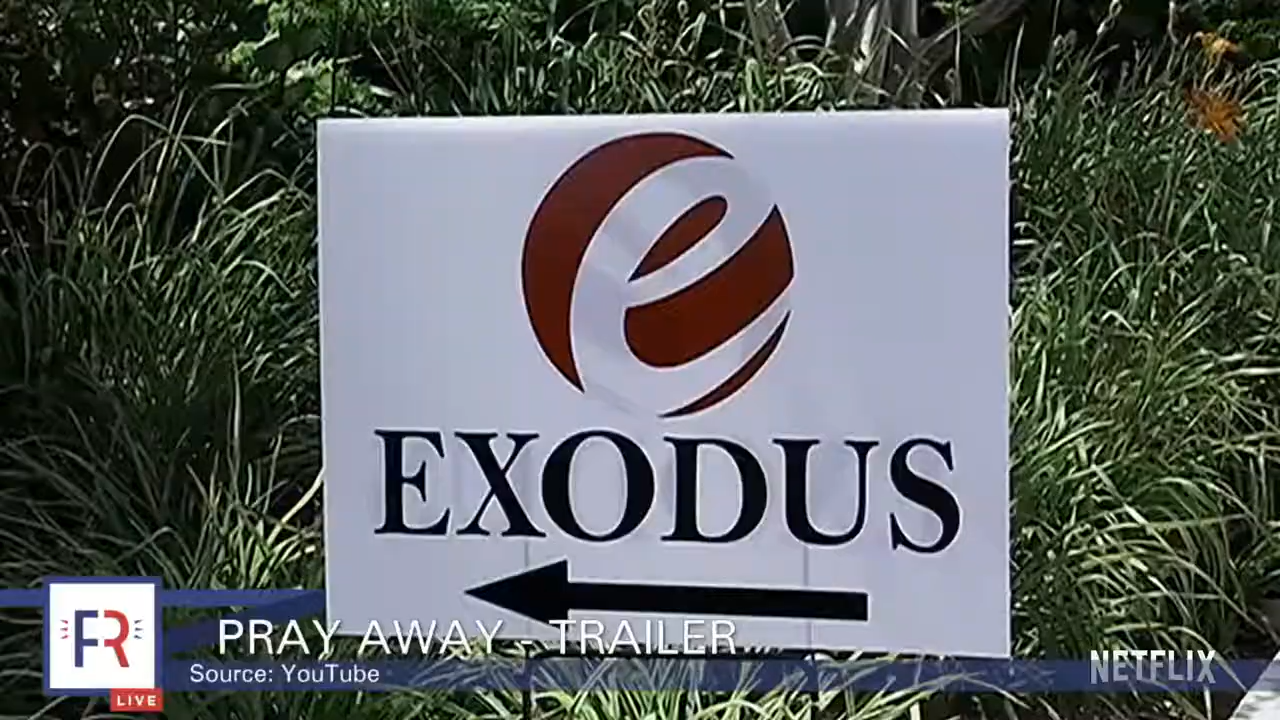 e
EXODUS
PRAY AWAY - TRAILER
Source: YouTube
FR
LIVE
NETFLIX